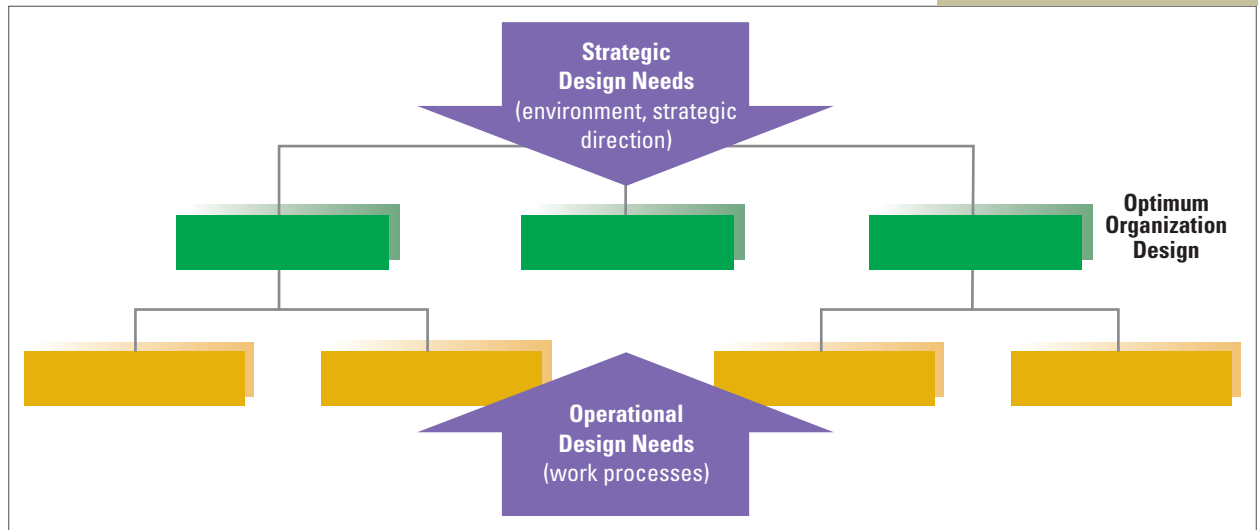 Strategic
Design Needs
(environment, strategic
direction)
Optimum
Organization
Design
Operational
Design Needs
(work processes)